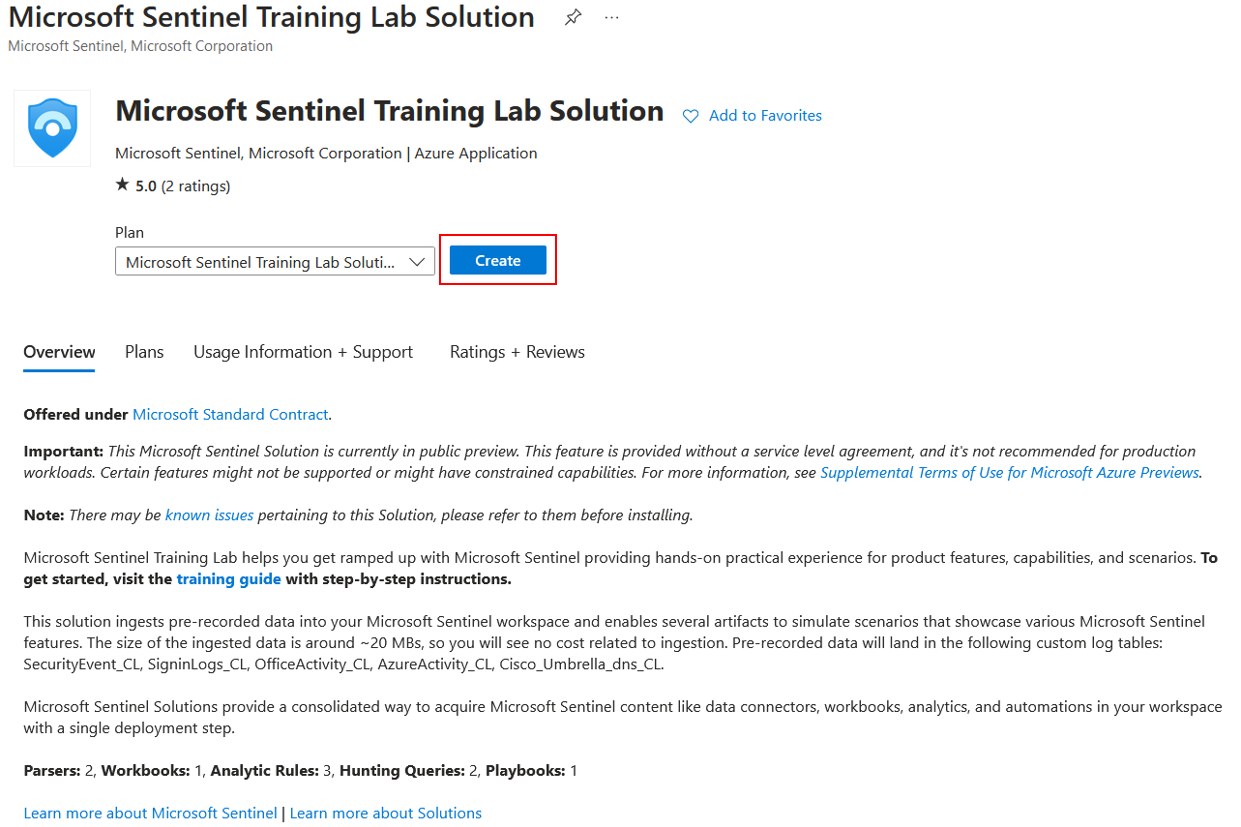 Microsoft Sentinel Training Lab Solution
Microsoft Sentinel, Microsoft Corporation
Microsoft Sentinel Training Lab Solution
Add to Favorites
Microsoft Sentinel, Microsoft Corporation | Azure Application
★ 5.0 (2 ratings)
Plan
Microsoft Sentinel Training Lab Soluti...
Create
Overview Plans Usage Information + Support Ratings + Reviews
Offered under Microsoft Standard Contract.
Important: This Microsoft Sentinel Solution is currently in public preview. This feature is provided without a service level agreement, and it's not recommended for production
workloads. Certain features might not be supported or might have constrained capabilities. For more information, see Supplemental Terms of Use for Microsoft Azure Previews.
Note: There may be known issues pertaining to this Solution, please refer to them before installing.
Microsoft Sentinel Training Lab helps you get ramped up with Microsoft Sentinel providing hands-on practical experience for product features, capabilities, and scenarios. To
get started, visit the training guide with step-by-step instructions.
This solution ingests pre-recorded data into your Microsoft Sentinel workspace and enables several artifacts to simulate scenarios that showcase various Microsoft Sentinel
features. The size of the ingested data is around ~20 MBs, so you will see no cost related to ingestion. Pre-recorded data will land in the following custom log tables:
SecurityEvent_CL, SigninLogs_CL, OfficeActivity_CL, AzureActivity_CL, Cisco_Umbrella_dns_CL.
Microsoft Sentinel Solutions provide a consolidated way to acquire Microsoft Sentinel content like data connectors, workbooks, analytics, and automations in your workspace
with a single deployment step.
Parsers: 2, Workbooks: 1, Analytic Rules: 3, Hunting Queries: 2, Playbooks: 1
Learn more about Microsoft Sentinel | Learn more about Solutions